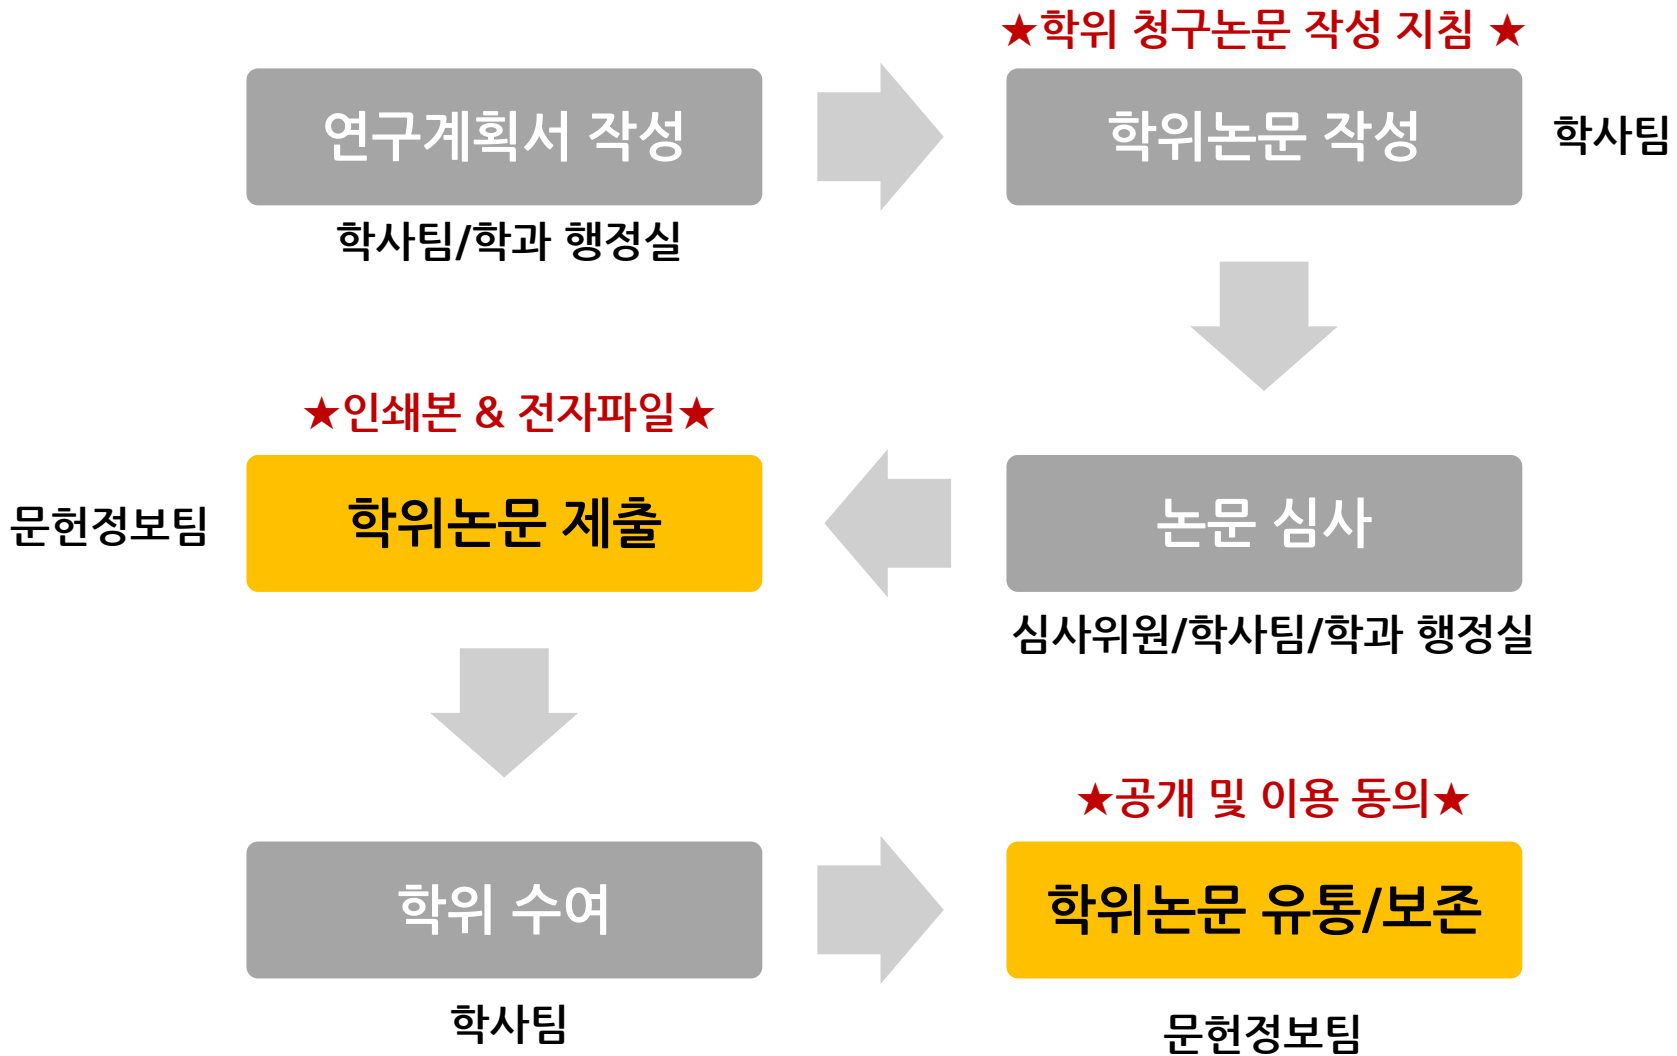 ★학위 청구논문 작성 지침 ★
연구계획서 작성
학위논문 작성
학사팀
학사팀/학과 행정실
★인쇄본 & 전자파일★
문헌정보팀
학위논문 제출
논문 심사
심사위원/학사팀/학과 행정실
★공개 및 이용 동의★
학위 수여
학위논문 유통/보존
학사팀
문헌정보팀